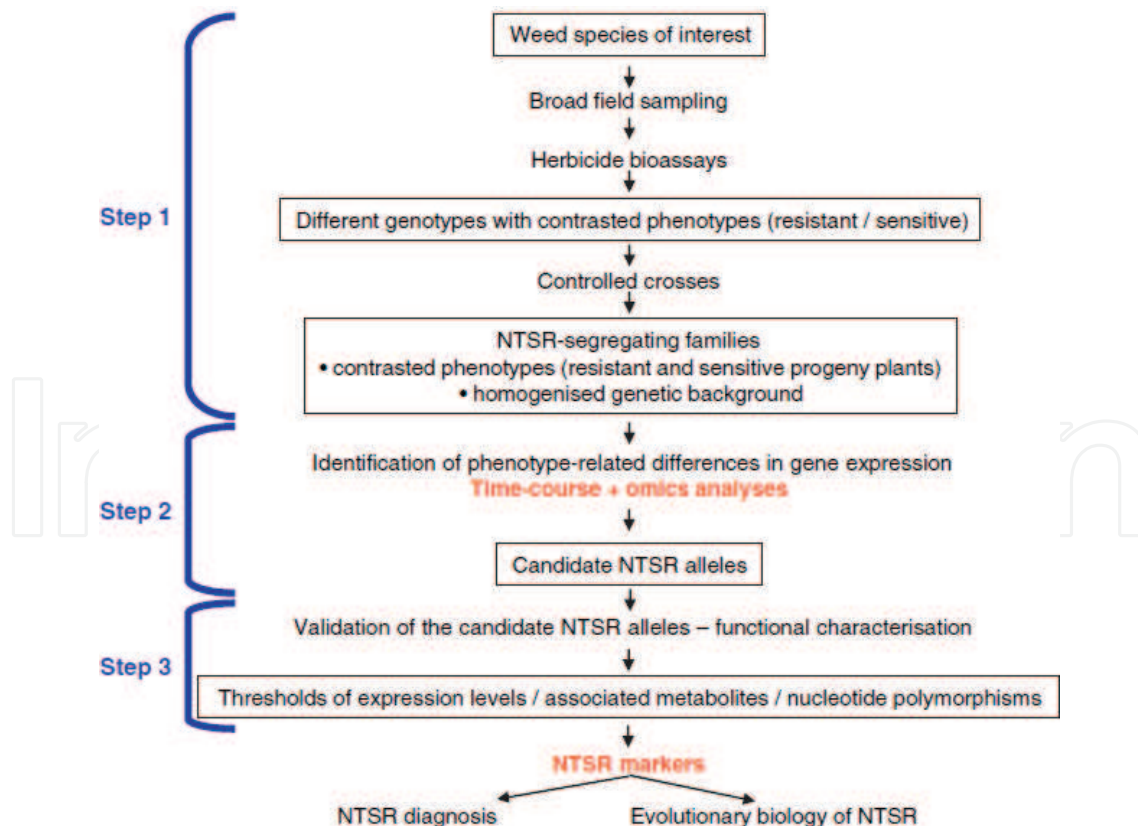 Weed species of interest
Broad field sampling
Herbicide bioassays
Step 1
Different genotypes with contrasted phenotypes (resistant / sensitive)
Controlled crosses
NTSR-segregating families
• contrasted phenotypes (resistant and sensitive progeny plants)
• homogenised genetic background
Identification of phenotype-related differences in gene expression
Time-course + omics analyses
Step 2
Candidate NTSR alleles
Validation of the candidate NTSR alleles – functional characterisation
Step 3
Thresholds of expression levels / associated metabolites / nucleotide polymorphisms
NTSR markers
NTSR diagnosis
Evolutionary biology of NTSR